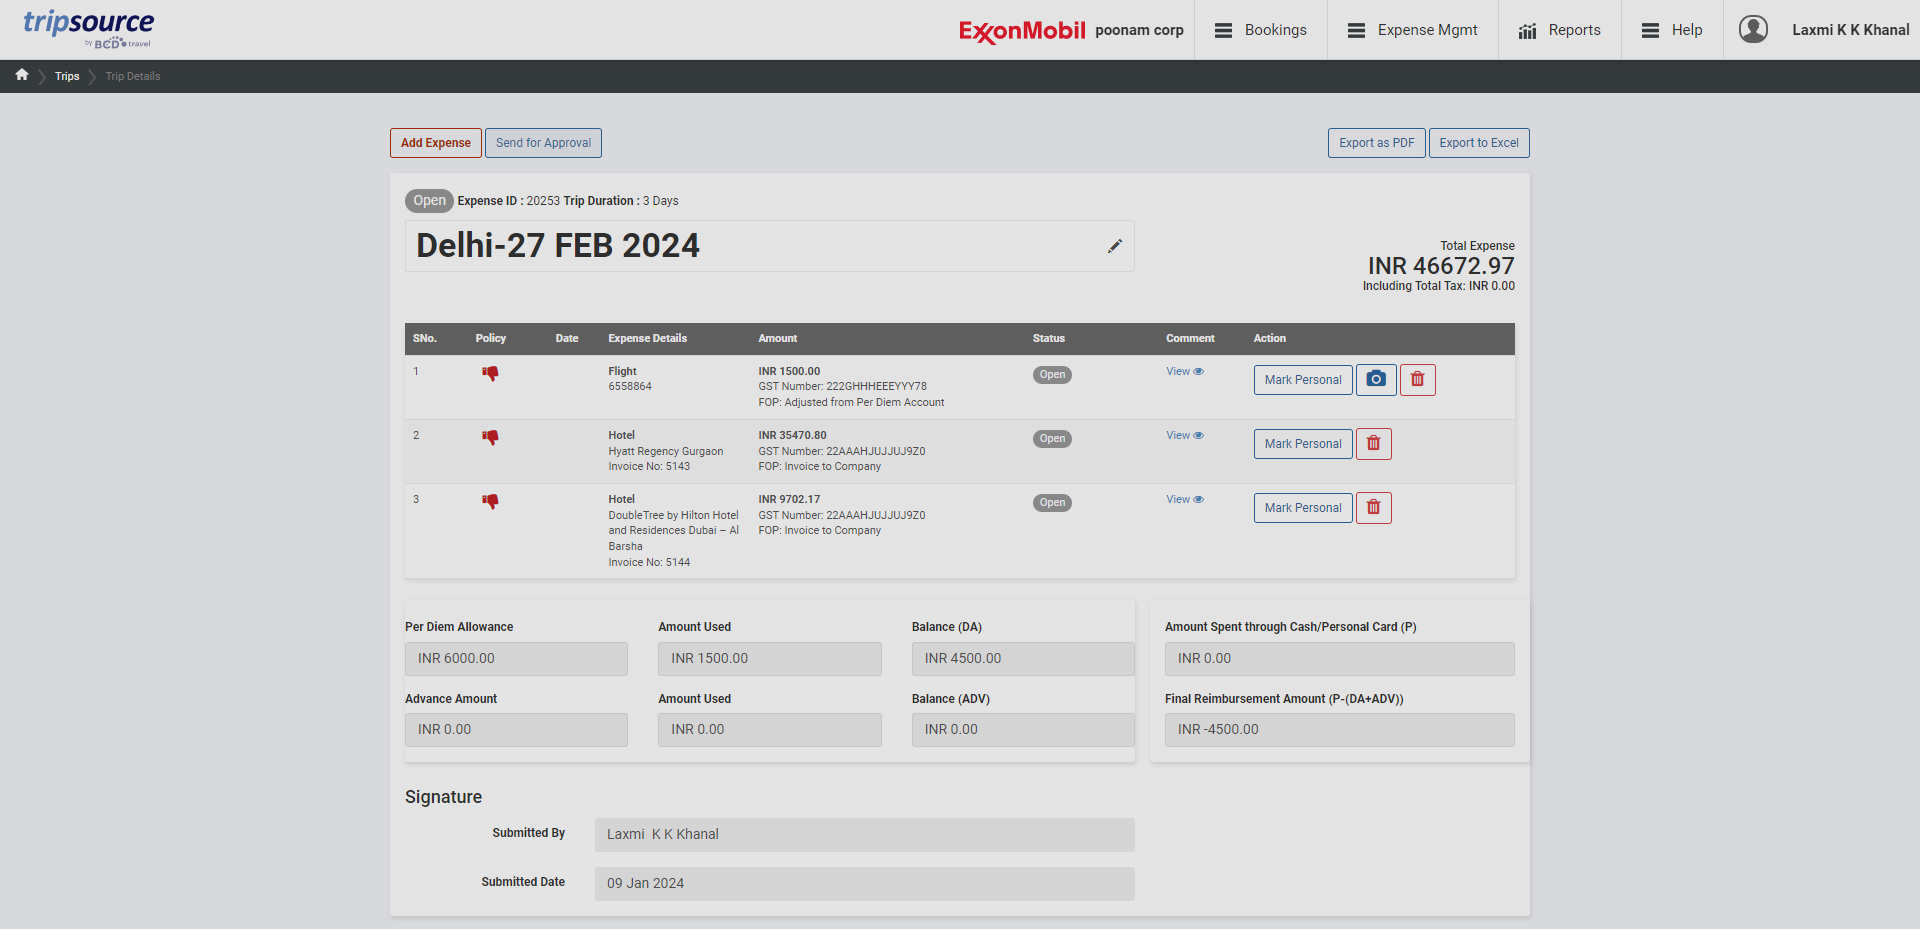 tripsource
by BCD travel
ExxonMobil poonam corp
Bookings
Expense Mgmt
Reports
Help
Laxmi K K Khanal
Trips
Trip Details
Add Expense
Send for Approval
Export as PDF
Export to Excel
Open Expense ID : 20253 Trip Duration : 3 Days
Delhi-27 FEB 2024
Total Expense
INR 46672.97
Including Total Tax: INR 0.00
SNo. Policy Date Expense Details Amount Status Comment Action
1 Flight INR 1500.00 Open View Mark Personal
6558864 GST Number: 222GHHHEEEYYY78
FOP: Adjusted from Per Diem Account
2 Hotel INR 35470.80 Open View Mark Personal
Hyatt Regency Gurgaon GST Number: 22AAAHJUJJUJ9Z0
Invoice No: 5143 FOP: Invoice to Company
3 Hotel INR 9702.17 Open View Mark Personal
DoubleTree by Hilton Hotel GST Number: 22AAAHJUJJUJ9Z0
and Residences Dubai – Al FOP: Invoice to Company
Barsha
Invoice No: 5144
Per Diem Allowance Amount Used Balance (DA) Amount Spent through Cash/Personal Card (P)
INR 6000.00 INR 1500.00 INR 4500.00 INR 0.00
Advance Amount Amount Used Balance (ADV) Final Reimbursement Amount (P-(DA+ADV))
INR 0.00 INR 0.00 INR 0.00 INR -4500.00
Signature
Submitted By Laxmi K K Khanal
Submitted Date 09 Jan 2024